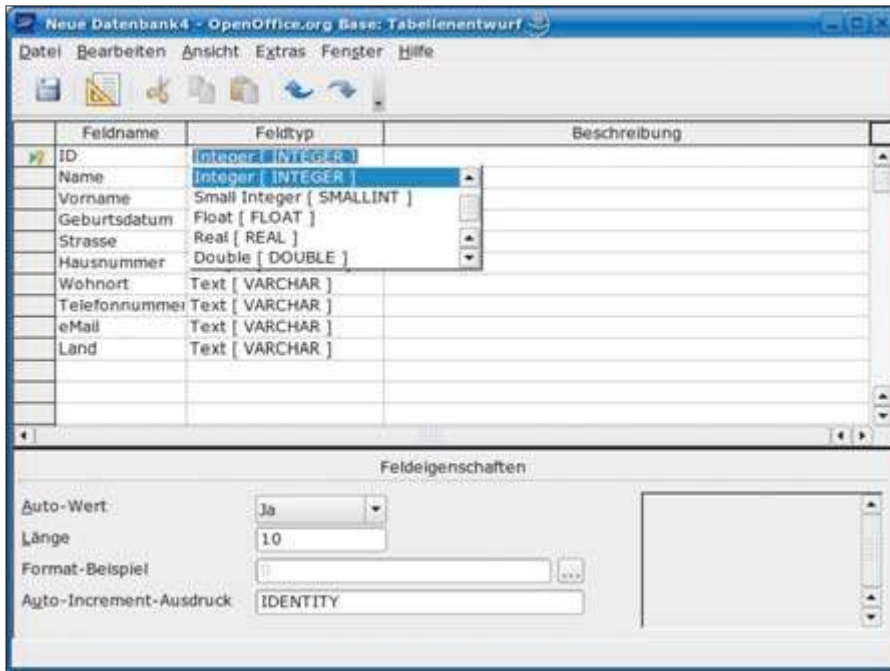 Neue Datenbank4 - OpenOffice.org Base: Tabellenentwurf
Datei Bearbeiten Ansicht Extras Fenster Hilfe
Feldname Feldtyp Beschreibung
ID Integer [ INTEGER ]
Name Integer [ INTEGER ]
Vorname Small Integer [ SMALLINT ]
Geburtsdatum Float [ FLOAT ]
Strasse Real [ REAL ]
Hausnummer Double [ DOUBLE ]
Wohnort Text [ VARCHAR ]
Telefonnummer Text [ VARCHAR ]
eMail Text [ VARCHAR ]
Land Text [ VARCHAR ]
Feldeigenschaften
Auto-Wert Ja
Länge 10
Format-Beispiel 0
Auto-Increment-Ausdruck IDENTITY